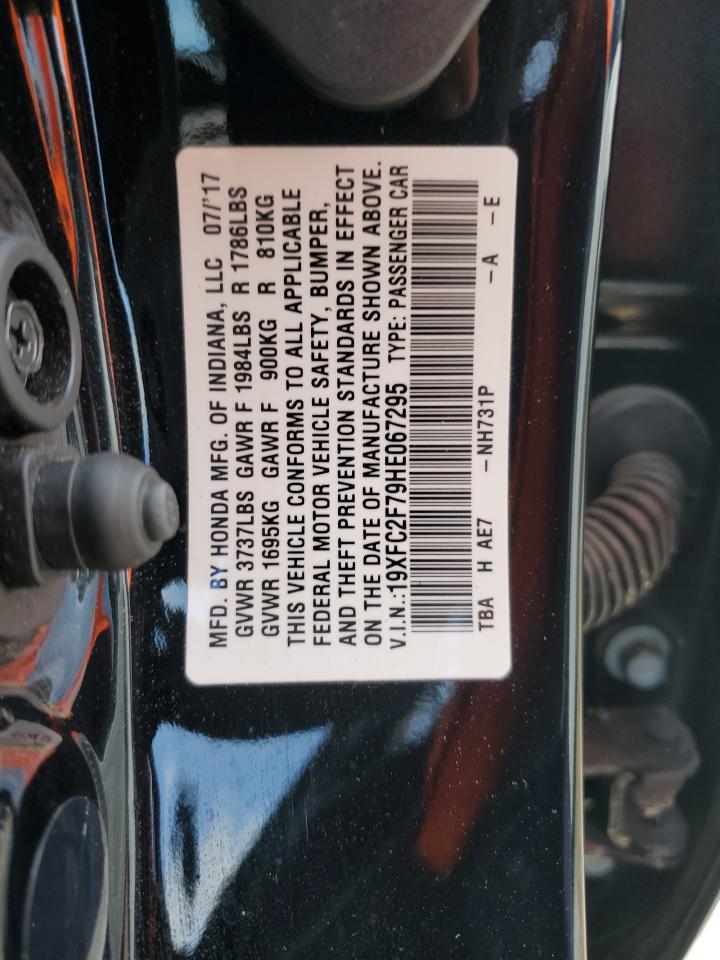 MFD. BY HONDA MFG. OF INDIANA, LLC 07/'17
GVWR 3737LBS GAWR F 1984LBS R 1786LBS
GVWR 1695KG GAWR F 900KG R 810KG
THIS VEHICLE CONFORMS TO ALL APPLICABLE
FEDERAL MOTOR VEHICLE SAFETY, BUMPER,
AND THEFT PREVENTION STANDARDS IN EFFECT
ON THE DATE OF MANUFACTURE SHOWN ABOVE.
V.I.N.:19XFC2F79HE067295 TYPE: PASSENGER CAR
TBA H AE7 –NH731P –A –E